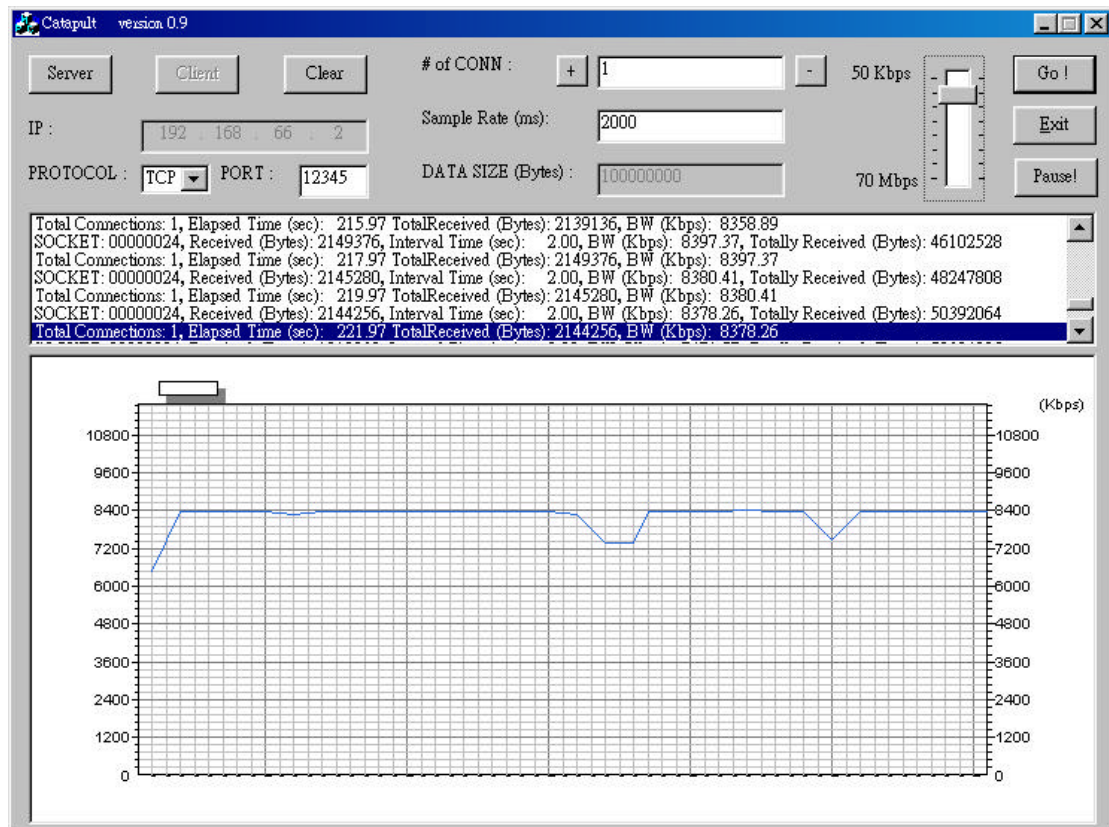 Catapult version 0.9
Server Client Clear # of CONN : + 1 - 50 Kbps Go !
IP : 192 . 168 . 66 . 2 Sample Rate (ms): 2000 Exit
PROTOCOL : TCP PORT : 12345 DATA SIZE (Bytes) : 100000000 70 Mbps Pause!
Total Connections: 1, Elapsed Time (sec): 215.97 TotalReceived (Bytes): 2139136, BW (Kbps): 8358.89
SOCKET: 00000024, Received (Bytes): 2149376, Interval Time (sec): 2.00, BW (Kbps): 8397.37, Totally Received (Bytes): 46102528
Total Connections: 1, Elapsed Time (sec): 217.97 TotalReceived (Bytes): 2149376, BW (Kbps): 8397.37
SOCKET: 00000024, Received (Bytes): 2145280, Interval Time (sec): 2.00, BW (Kbps): 8380.41, Totally Received (Bytes): 48247808
Total Connections: 1, Elapsed Time (sec): 219.97 TotalReceived (Bytes): 2145280, BW (Kbps): 8380.41
SOCKET: 00000024, Received (Bytes): 2144256, Interval Time (sec): 2.00, BW (Kbps): 8378.26, Totally Received (Bytes): 50392064
Total Connections: 1, Elapsed Time (sec): 221.97 TotalReceived (Bytes): 2144256, BW (Kbps): 8378.26
(Kbps)
10800 10800
9600 9600
8400 8400
7200 7200
6000 6000
4800 4800
3600 3600
2400 2400
1200 1200
0 0